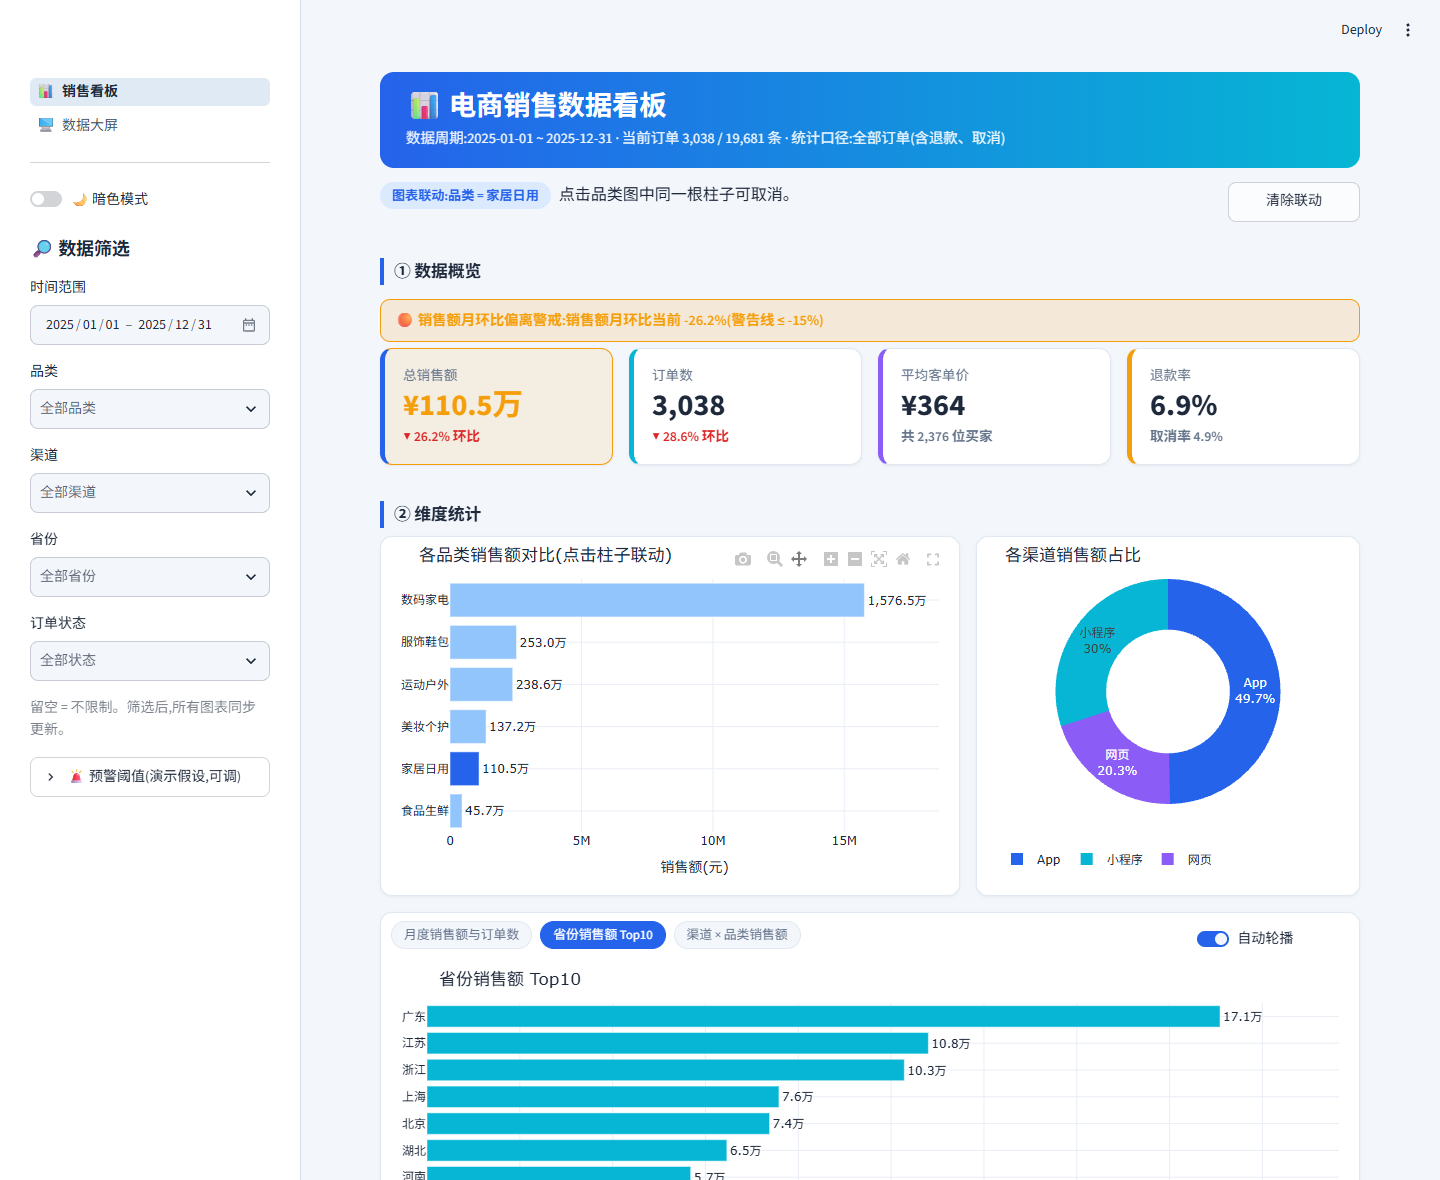 Deploy
销售看板
数据大屏
暗色模式
数据筛选
时间范围
2025/01/01 – 2025/12/31
品类
全部品类
渠道
全部渠道
省份
全部省份
订单状态
全部状态
留空 = 不限制。筛选后,所有图表同步
更新。
预警阈值(演示假设,可调)
电商销售数据看板
数据周期:2025-01-01 ~ 2025-12-31 · 当前订单 3,038 / 19,681 条 · 统计口径:全部订单(含退款、取消)
图表联动:品类 = 家居日用 点击品类图中同一根柱子可取消。
清除联动
① 数据概览
销售额月环比偏离警戒:销售额月环比当前 -26.2%(警告线 ≤ -15%)
总销售额
¥110.5万
▼ 26.2% 环比
订单数
3,038
▼ 28.6% 环比
平均客单价
¥364
共 2,376 位买家
退款率
6.9%
取消率 4.9%
② 维度统计
各品类销售额对比(点击柱子联动)
数码家电 1,576.5万
服饰鞋包 253.0万
运动户外 238.6万
美妆个护 137.2万
家居日用 110.5万
食品生鲜 45.7万
0 5M 10M 15M
销售额(元)
各渠道销售额占比
小程序
30%
App
49.7%
网页
20.3%
App 小程序 网页
月度销售额与订单数 省份销售额 Top10 渠道 × 品类销售额
自动轮播
省份销售额 Top10
广东 17.1万
江苏 10.8万
浙江 10.3万
上海 7.6万
北京 7.4万
湖北 6.5万
河南 5.7万